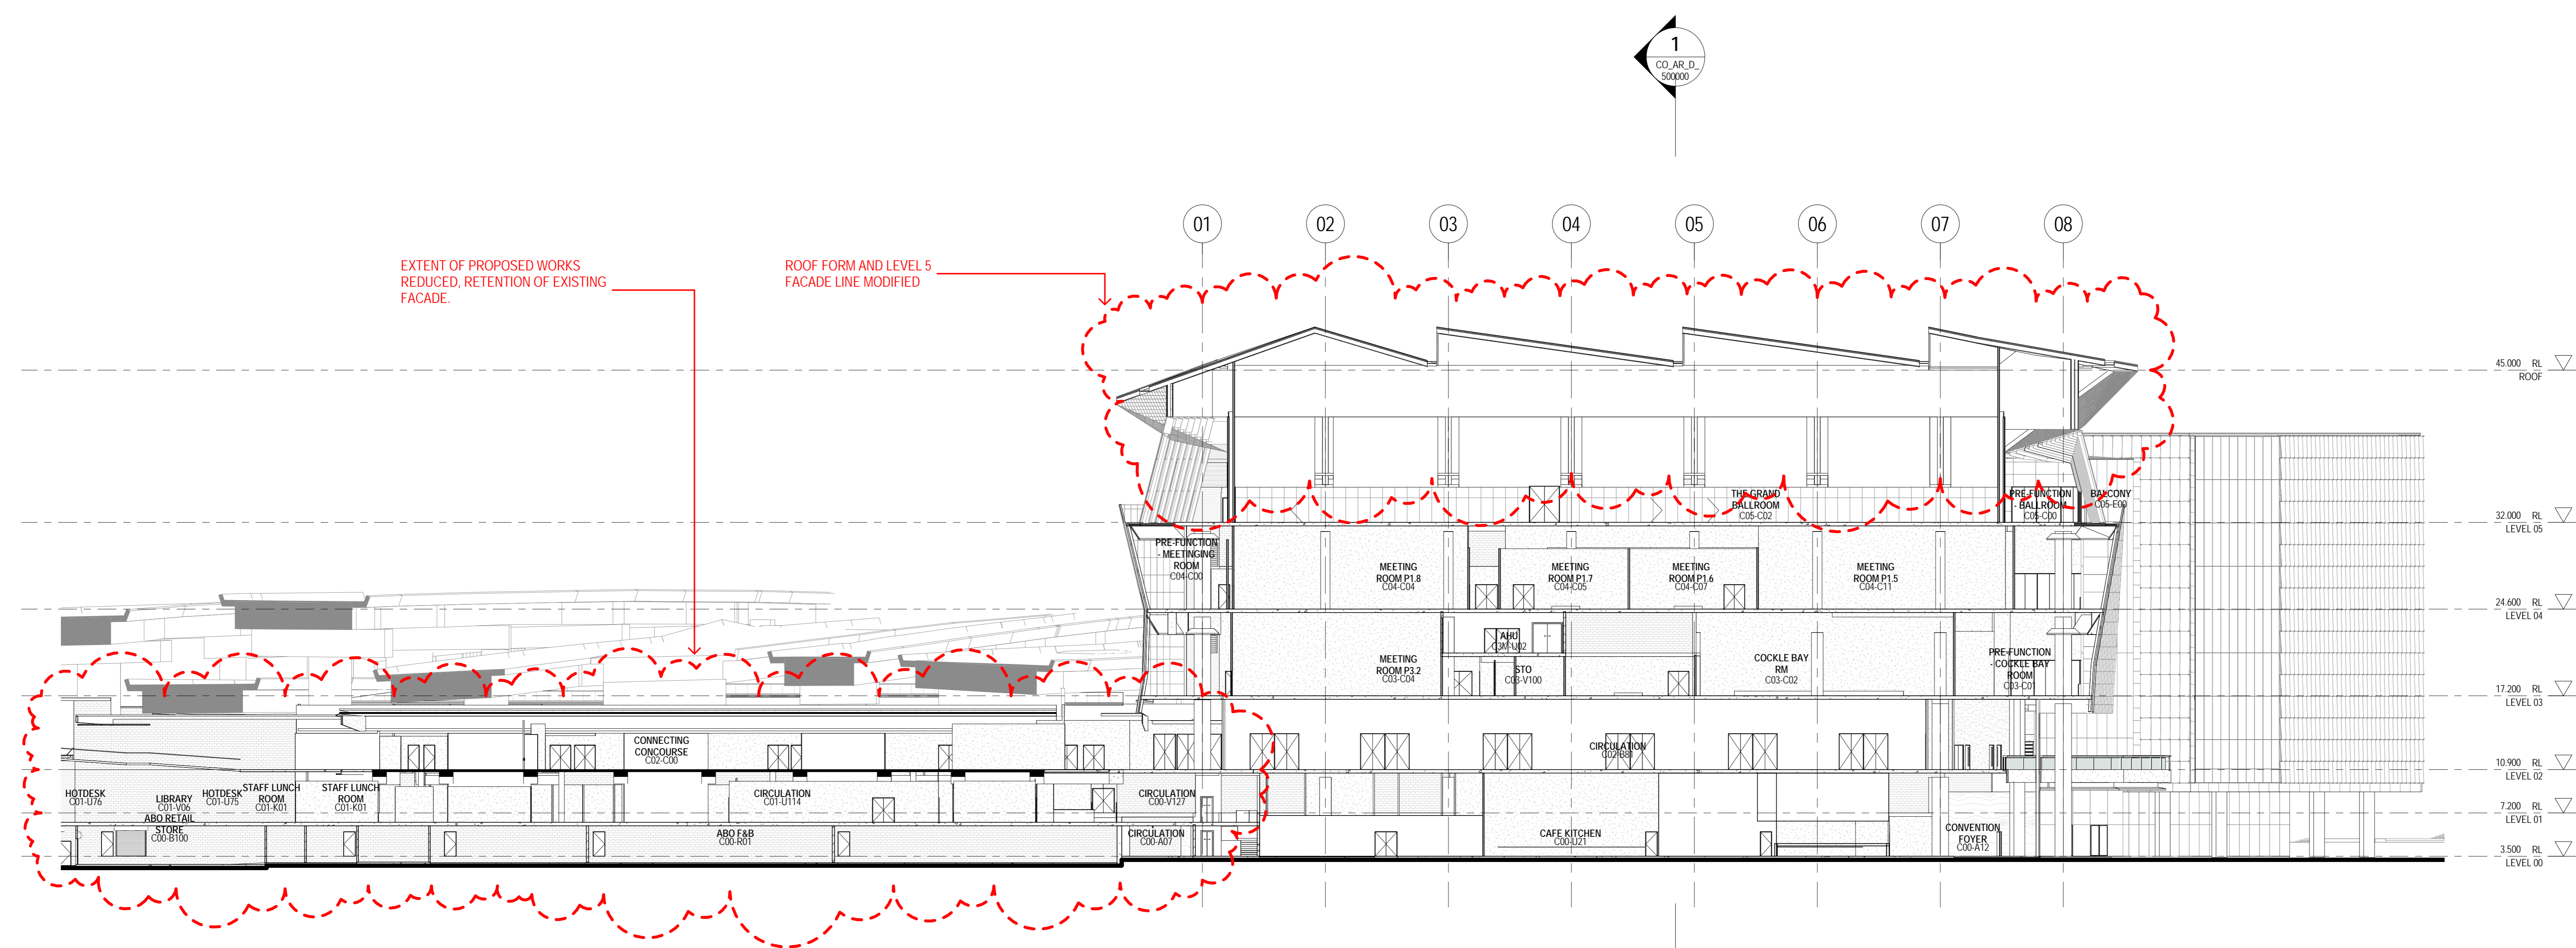 1
CO_AR_D_
500000
01
02
03
04
05
06
07
08
EXTENT OF PROPOSED WORKS
REDUCED, RETENTION OF EXISTING
FACADE.
ROOF FORM AND LEVEL 5
FACADE LINE MODIFIED
45.000 RL
ROOF
THE GRAND
BALLROOM
C05-C02
PRE-FUNCTION
- BALLROOM
C05-C00
BALCONY
C05-E00
32.000 RL
LEVEL 05
PRE-FUNCTION
- MEETINGING
ROOM
C04-C00
MEETING
ROOM P1.8
C04-C04
MEETING
ROOM P1.7
C04-C05
MEETING
ROOM P1.6
C04-C07
MEETING
ROOM P1.5
C04-C11
24.600 RL
LEVEL 04
MEETING
ROOM P3.2
C03-C04
AHU
C3M-U02
STO
C03-V100
COCKLE BAY
RM
C03-C02
PRE-FUNCTION
- COCKLE BAY
ROOM
C03-C01
17.200 RL
LEVEL 03
CONNECTING
CONCOURSE
C02-C00
CIRCULATION
C02-B81
10.900 RL
LEVEL 02
HOTDESK
C01-U76
LIBRARY
C01-V06
HOTDESK
C01-U75
STAFF LUNCH
ROOM
C01-K01
STAFF LUNCH
ROOM
C01-K01
CIRCULATION
C01-U114
CIRCULATION
C00-V127
7.200 RL
LEVEL 01
ABO RETAIL
STORE
C00-B100
ABO F&B
C00-R01
CIRCULATION
C00-A07
CAFE KITCHEN
C00-U21
CONVENTION
FOYER
C00-A12
3.500 RL
LEVEL 00